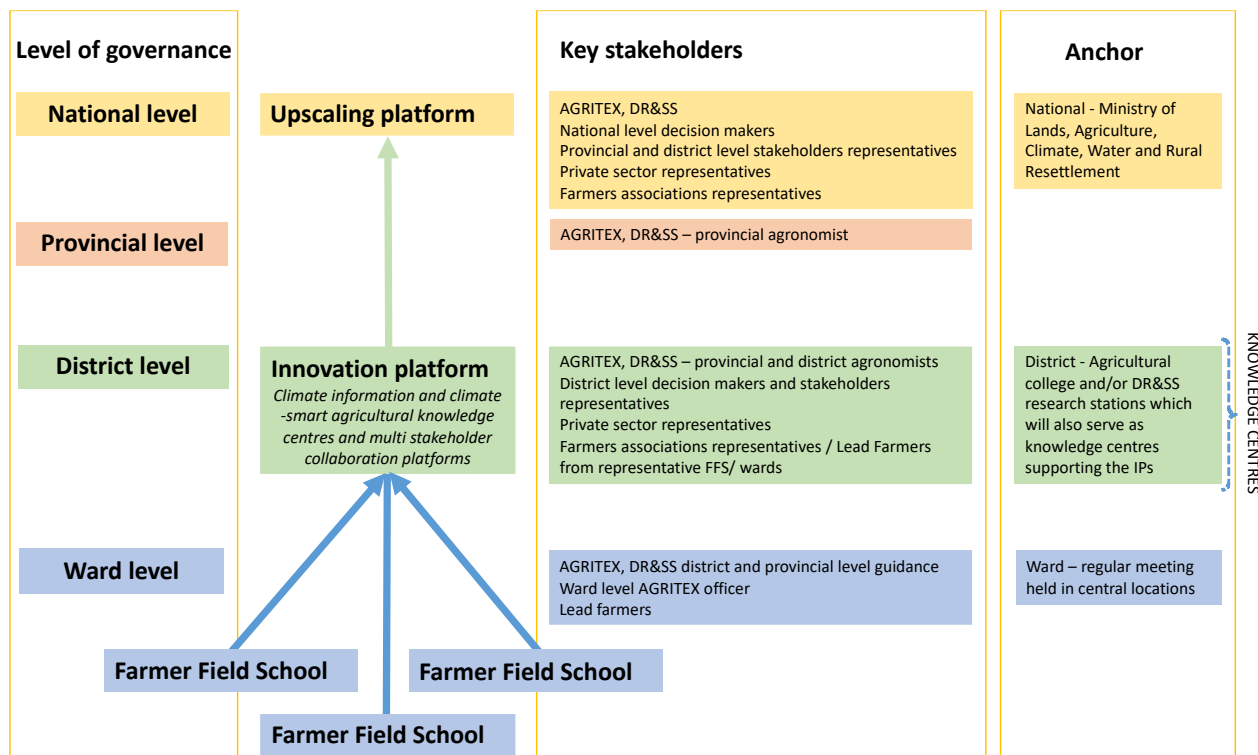 Level of governance
Key stakeholders
Anchor
National level
Upscaling platform
AGRITEX, DR&SS
National level decision makers
Provincial and district level stakeholders representatives
Private sector representatives
Farmers associations representatives
National - Ministry of
Lands, Agriculture,
Climate, Water and Rural
Resettlement
Provincial level
AGRITEX, DR&SS – provincial agronomist
District level
Innovation platform
Climate information and climate
-smart agricultural knowledge
centres and multi stakeholder
collaboration platforms
AGRITEX, DR&SS – provincial and district agronomists
District level decision makers and stakeholders
representatives
Private sector representatives
Farmers associations representatives / Lead Farmers
from representative FFS/ wards
District - Agricultural
college and/or DR&SS
research stations which
will also serve as
knowledge centres
supporting the IPs
KNOWLEDGE CENTRES
Ward level
AGRITEX, DR&SS district and provincial level guidance
Ward level AGRITEX officer
Lead farmers
Ward – regular meeting
held in central locations
Farmer Field School
Farmer Field School
Farmer Field School